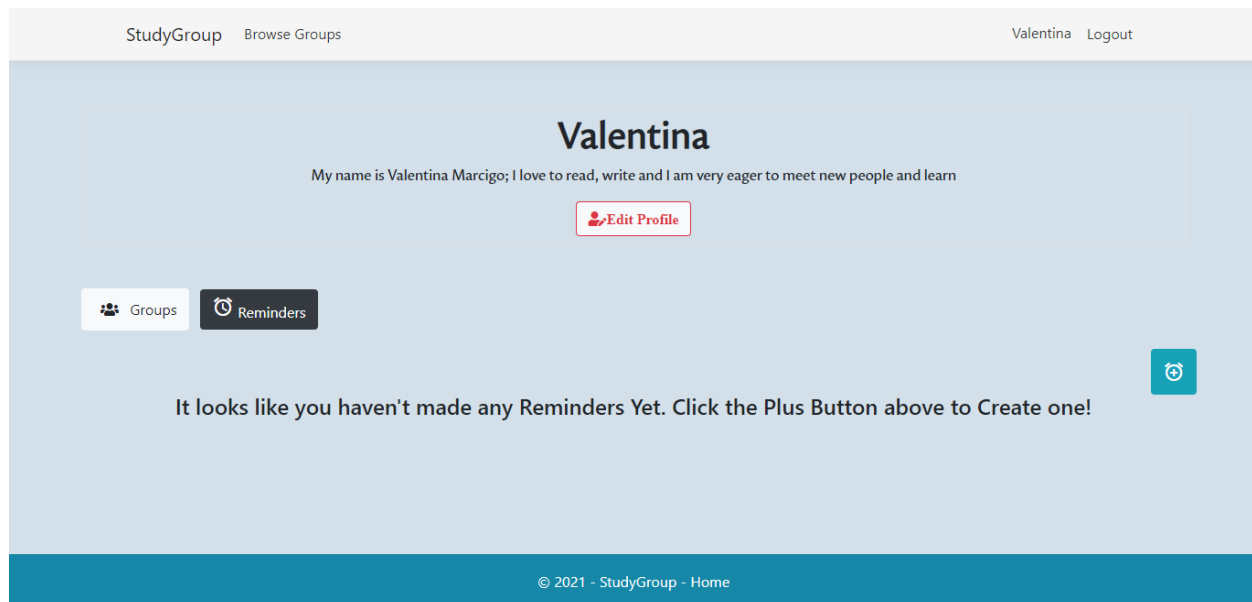 StudyGroup Browse Groups Valentina Logout
Valentina
My name is Valentina Marcigo; I love to read, write and I am very eager to meet new people and learn
Edit Profile
Groups Reminders
It looks like you haven't made any Reminders Yet. Click the Plus Button above to Create one!
© 2021 - StudyGroup - Home